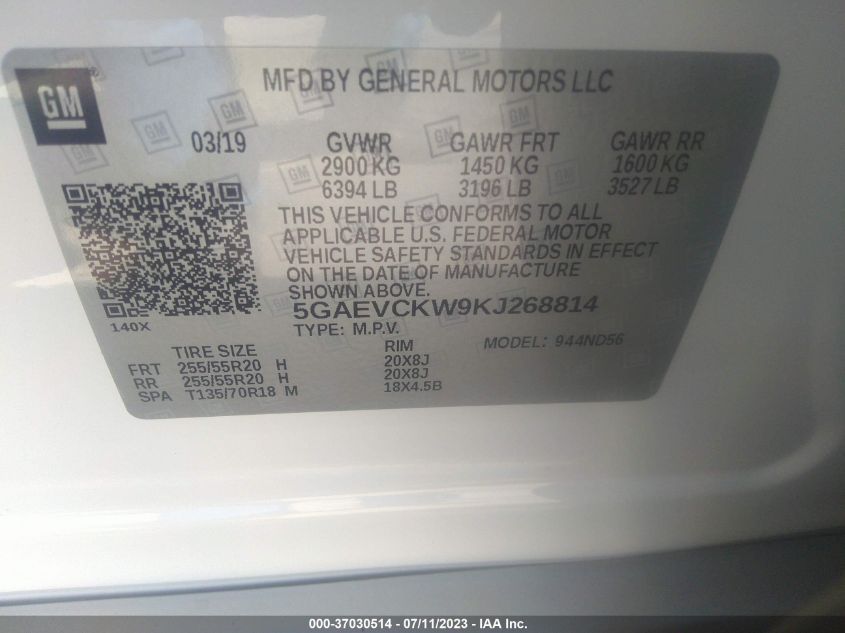 GM
MFD BY GENERAL MOTORS LLC
03/19 GVWR GAWR FRT GAWR RR
2900 KG 1450 KG 1600 KG
6394 LB 3196 LB 3527 LB
THIS VEHICLE CONFORMS TO ALL
APPLICABLE U.S. FEDERAL MOTOR
VEHICLE SAFETY STANDARDS IN EFFECT
ON THE DATE OF MANUFACTURE
SHOWN ABOVE.
5GAEVCKW9KJ268814
140X
TYPE: M.P.V. MODEL: 944ND56
TIRE SIZE RIM
FRT 255/55R20 H 20X8J
RR 255/55R20 H 20X8J
SPA T135/70R18 M 18X4.5B
000-37030514 - 07/11/2023 - IAA Inc.